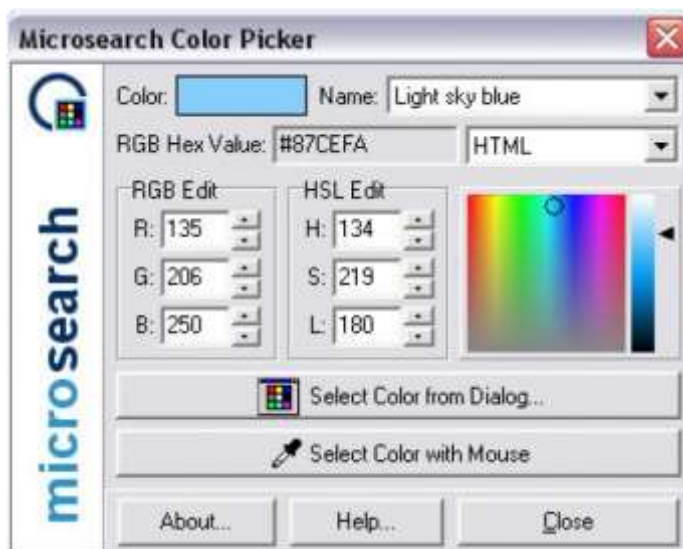 Microsearch Color Picker
microsearch
Color: Name: Light sky blue
RGB Hex Value: #87CEFA HTML
RGB Edit HSL Edit
R: 135 H: 134
G: 206 S: 219
B: 250 L: 180
Select Color from Dialog...
Select Color with Mouse
About... Help... Close